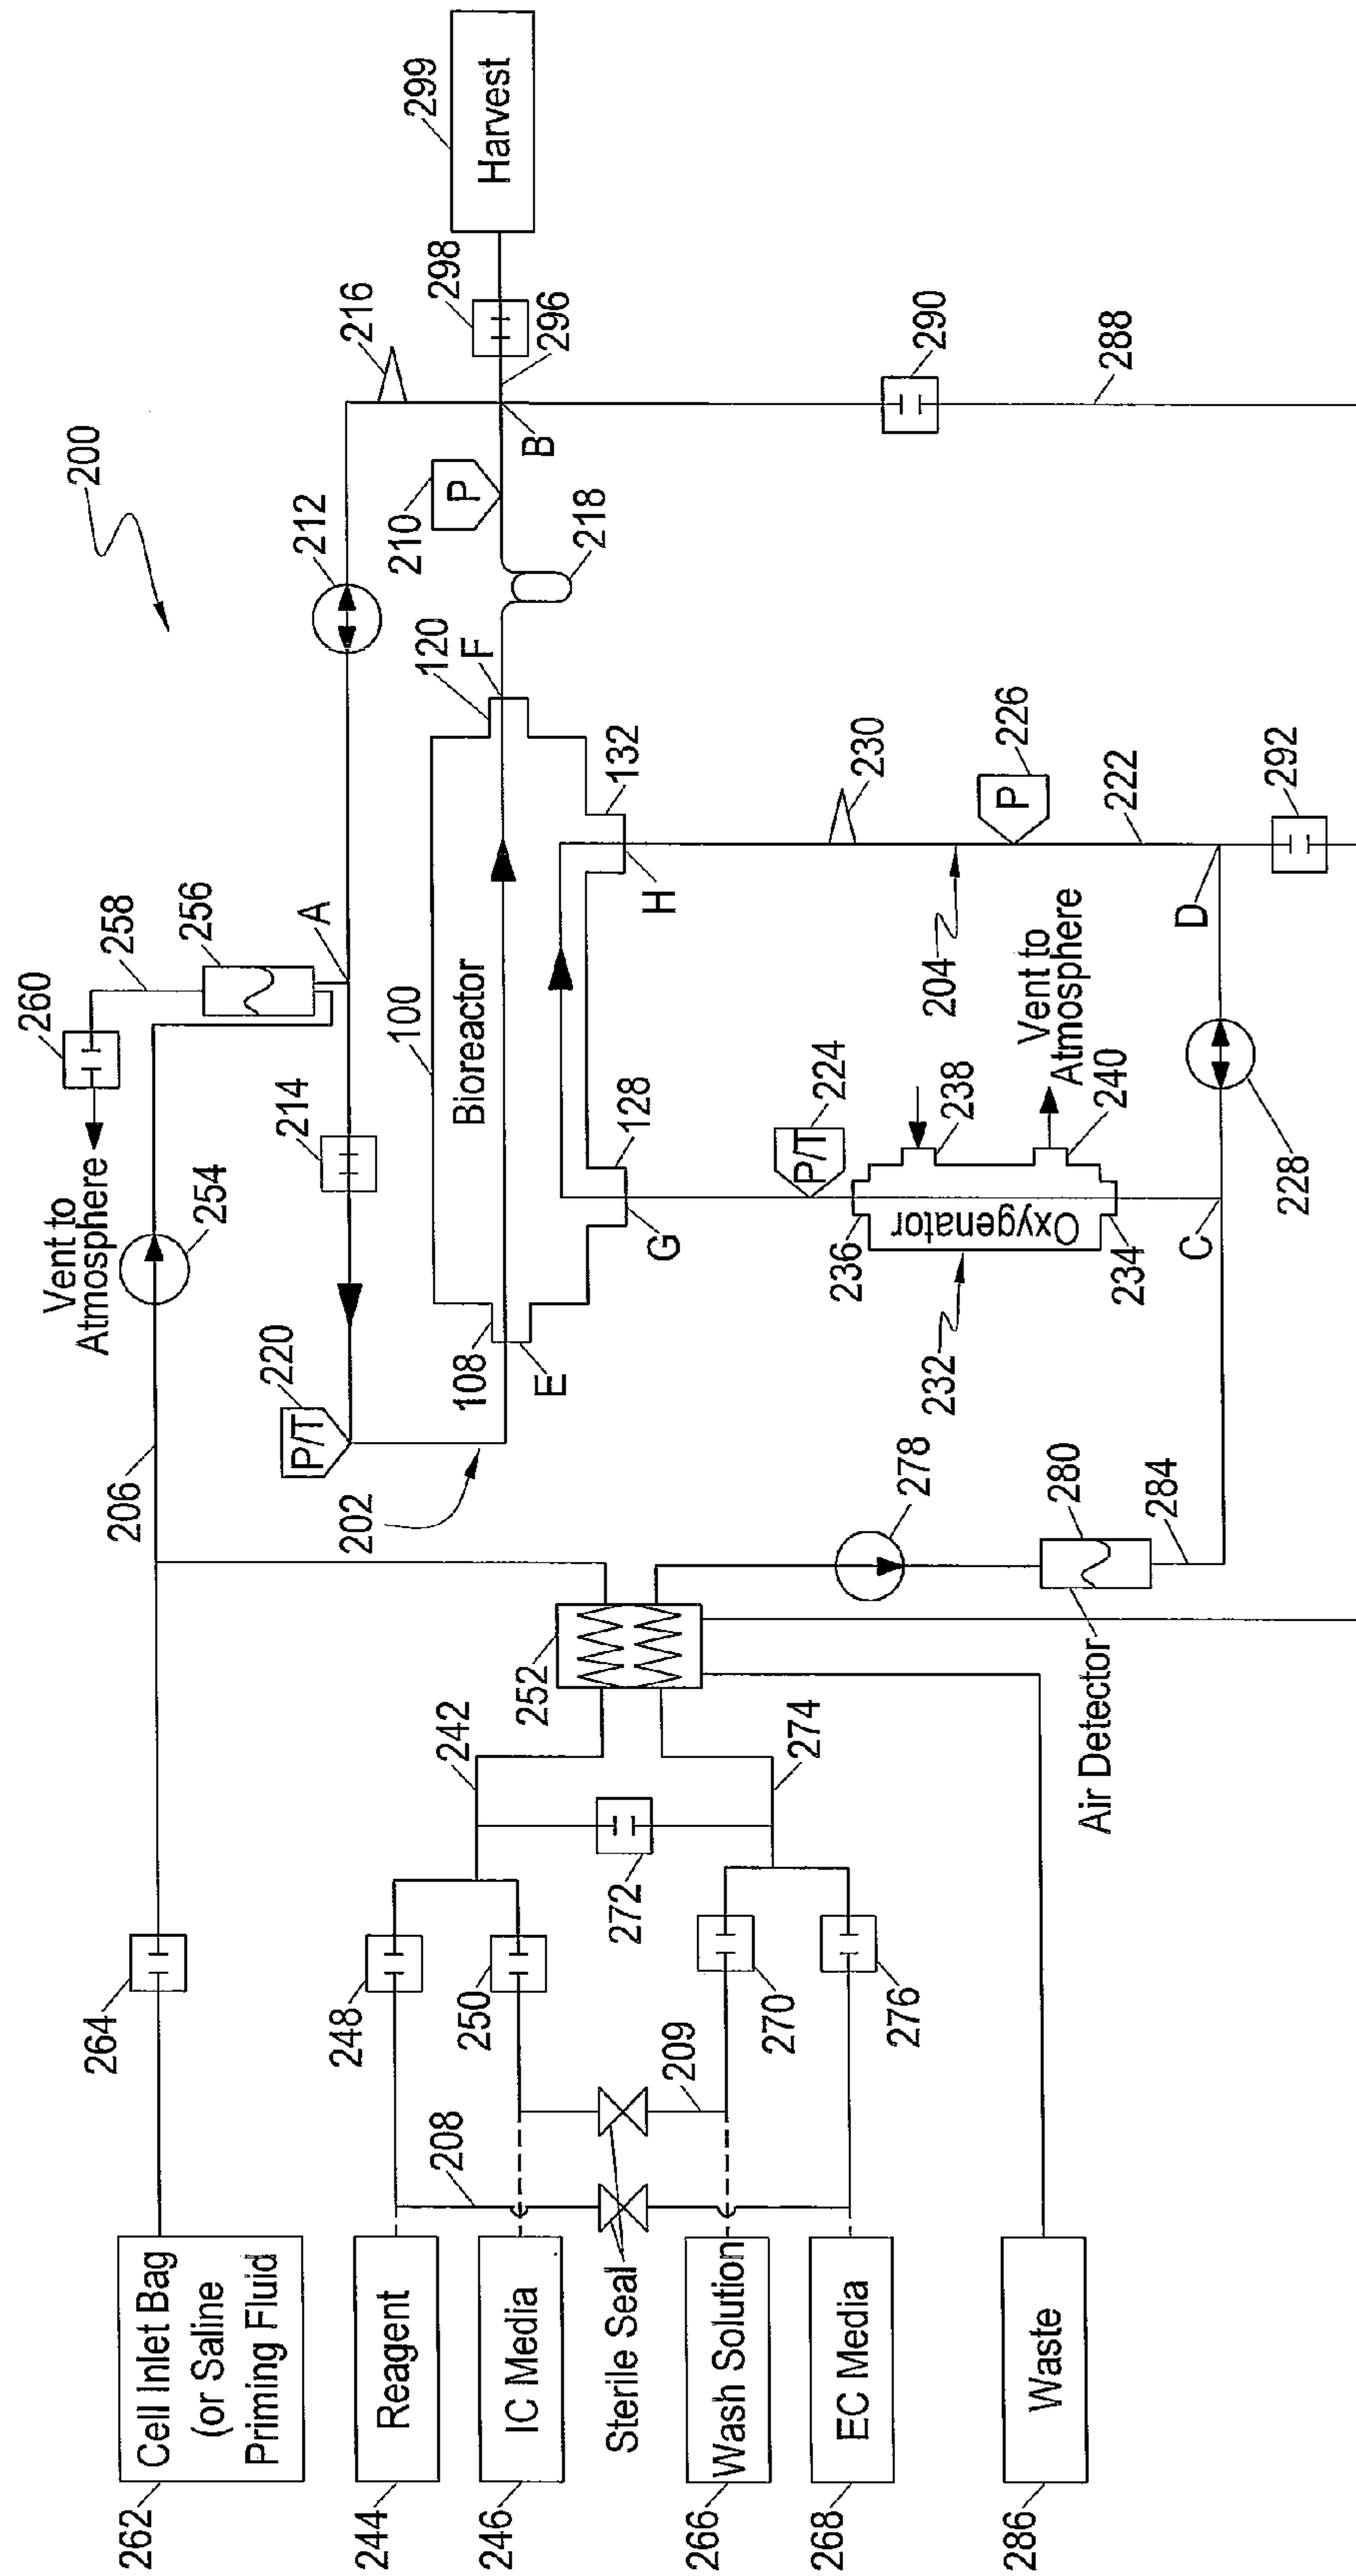 200
Vent to
Atmosphere
260
258
256
A
254
206
214
220
P/T
202
212
216
298
Harvest
299
296
B
P
210
218
F
120
100
Bioreactor
108
E
128
G
132
H
230
P
226
222
204
D
292
290
288
224
P/T
236
Oxygenator
238
240
Vent to
Atmosphere
234
232
C
228
278
280
284
Air Detector
252
242
274
272
248
250
270
276
264
208
209
Sterile Seal
262
Cell Inlet Bag
(or Saline
Priming Fluid
244
Reagent
246
IC Media
266
Wash Solution
268
EC Media
286
Waste